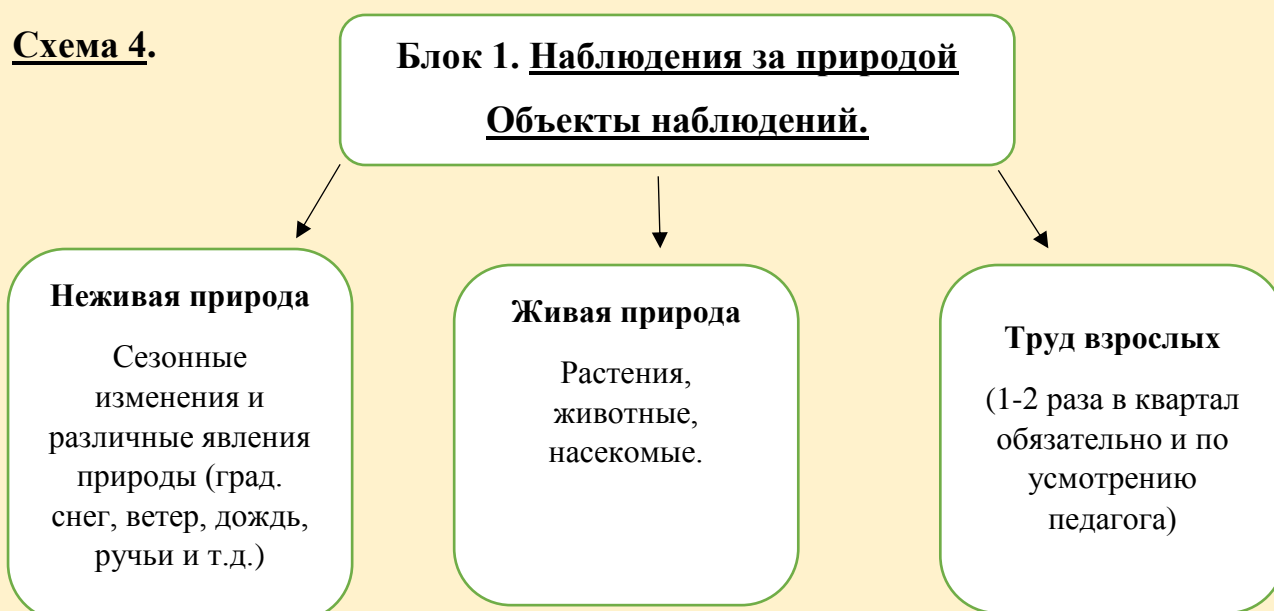 Схема 4.
Блок 1. Наблюдения за природой
Объекты наблюдений.
Неживая природа
Сезонные
изменения и
различные явления
природы (град.
снег, ветер, дождь,
ручьи и т.д.)
Живая природа
Растения,
животные,
насекомые.
Труд взрослых
(1-2 раза в квартал
обязательно и по
усмотрению
педагога)